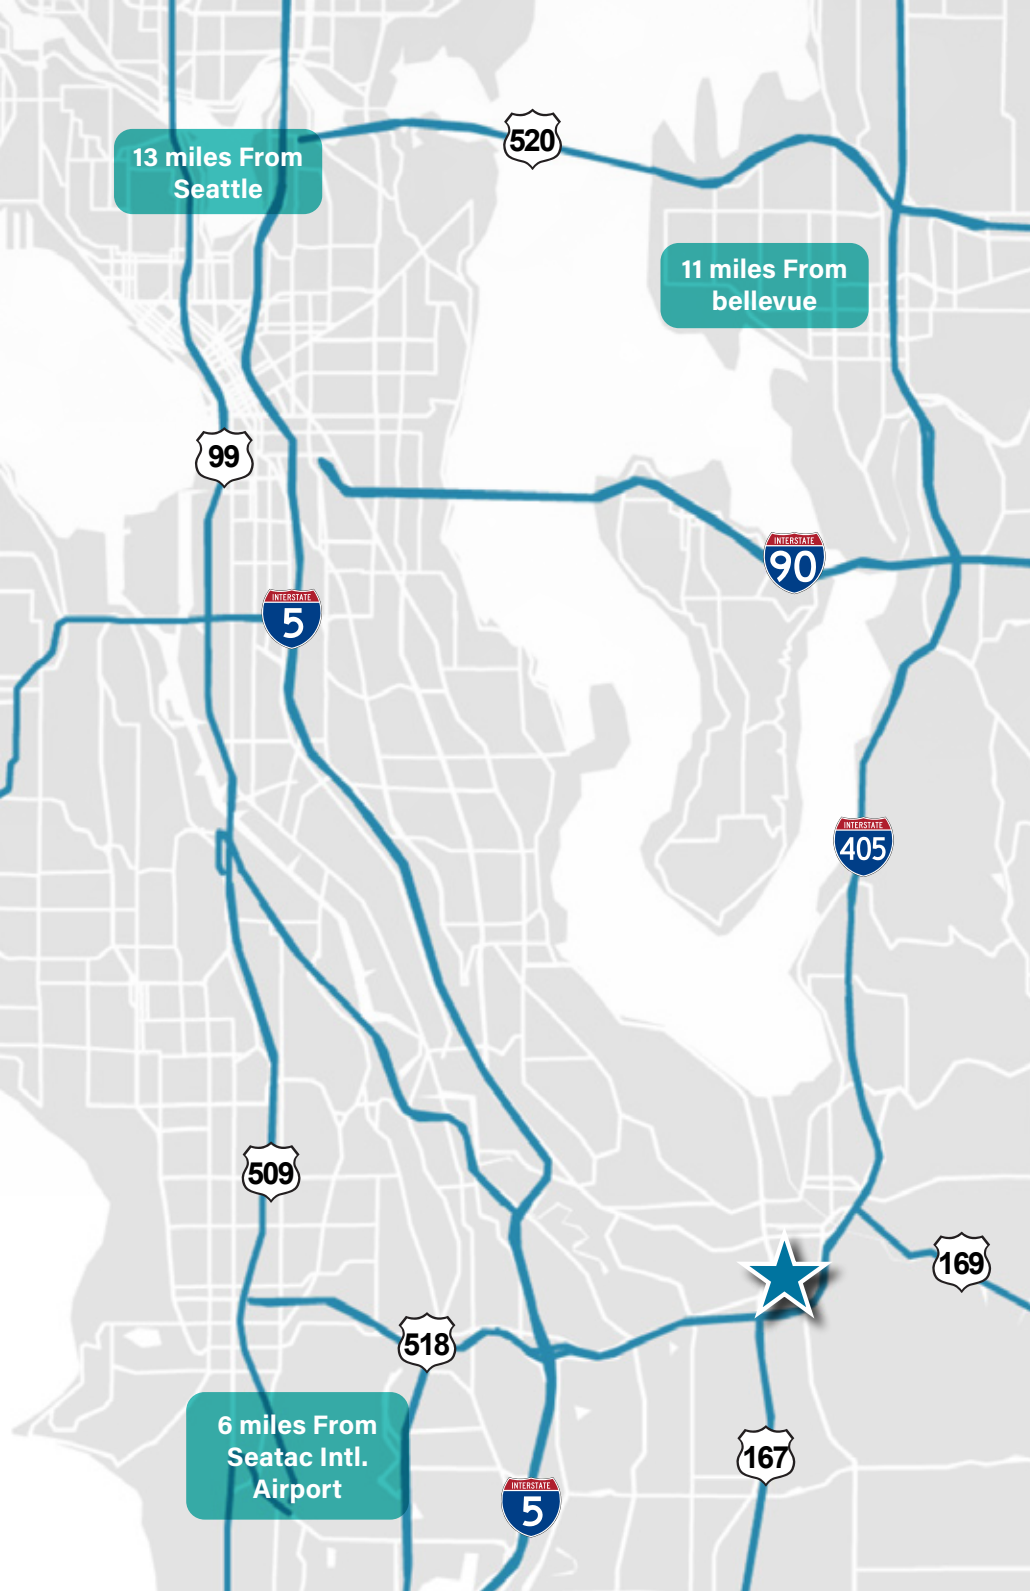 520
13 miles From
Seattle
11 miles From
bellevue
99
INTERSTATE
90
INTERSTATE
5
INTERSTATE
405
509
169
518
6 miles From
Seatac Intl.
Airport
167
INTERSTATE
5